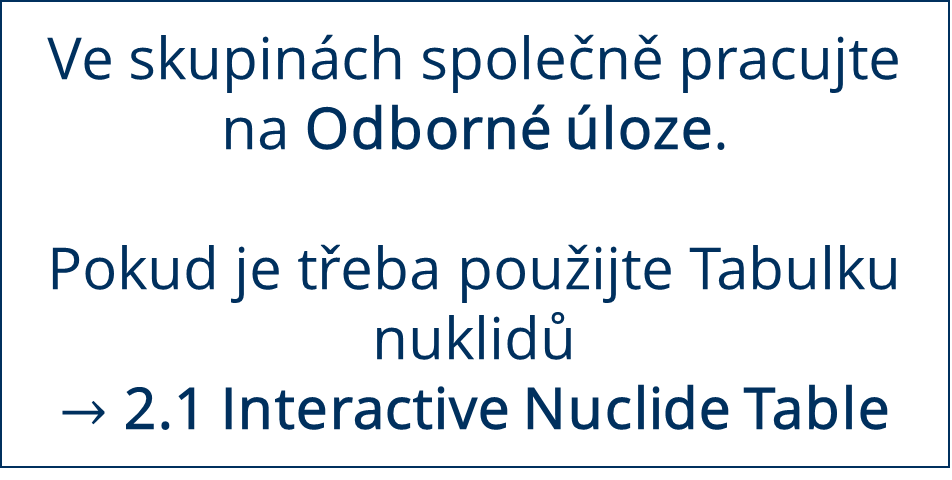 Ve skupinách společně pracujte
na Odborné úloze.
Pokud je třeba použijte Tabulku
nuklidů
→ 2.1 Interactive Nuclide Table